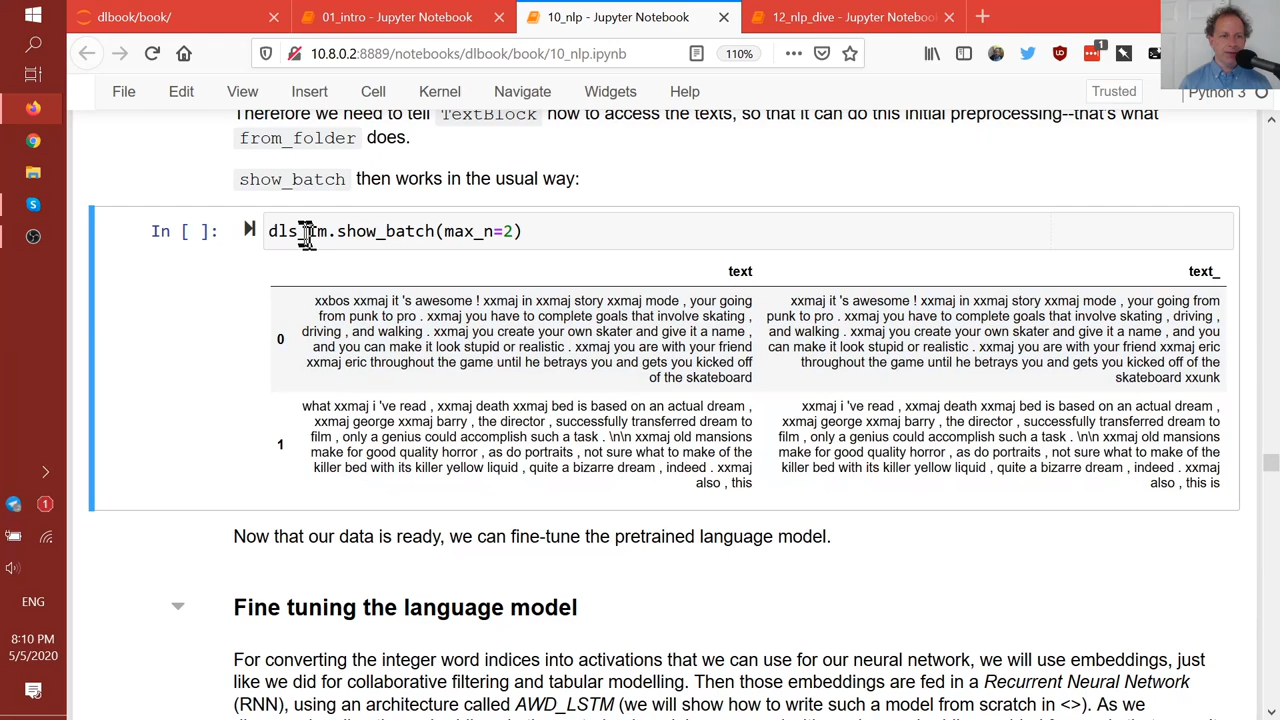 dlbook/book/
01_intro - Jupyter Notebook
10_nlp - Jupyter Notebook
12_nlp_dive - Jupyter Notebook
10.8.0.2:8889/notebooks/dlbook/book/10_nlp.ipynb
110%
1
File Edit View Insert Cell Kernel Navigate Widgets Help
Trusted
Python 3
Therefore we need to tell TextBlock how to access the texts, so that it can do this initial preprocessing--that's what
from_folder does.
show_batch then works in the usual way:
In [ ]: dls_lm.show_batch(max_n=2)
text text_
0
xxbos xxmaj it 's awesome ! xxmaj in xxmaj story xxmaj mode , your going
from punk to pro . xxmaj you have to complete goals that involve skating ,
driving , and walking . xxmaj you create your own skater and give it a name ,
and you can make it look stupid or realistic . xxmaj you are with your friend
xxmaj eric throughout the game until he betrays you and gets you kicked off
of the skateboard
xxmaj it 's awesome ! xxmaj in xxmaj story xxmaj mode , your going from
punk to pro . xxmaj you have to complete goals that involve skating , driving ,
and walking . xxmaj you create your own skater and give it a name , and you
can make it look stupid or realistic . xxmaj you are with your friend xxmaj eric
throughout the game until he betrays you and gets you kicked off of the
skateboard xxunk
1
what xxmaj i 've read , xxmaj death xxmaj bed is based on an actual dream ,
xxmaj george xxmaj barry , the director , successfully transferred dream to
film , only a genius could accomplish such a task . \n\n xxmaj old mansions
make for good quality horror , as do portraits , not sure what to make of the
killer bed with its killer yellow liquid , quite a bizarre dream , indeed . xxmaj
also , this
xxmaj i 've read , xxmaj death xxmaj bed is based on an actual dream ,
xxmaj george xxmaj barry , the director , successfully transferred dream to
film , only a genius could accomplish such a task . \n\n xxmaj old mansions
make for good quality horror , as do portraits , not sure what to make of the
killer bed with its killer yellow liquid , quite a bizarre dream , indeed . xxmaj
also , this is
Now that our data is ready, we can fine-tune the pretrained language model.
Fine tuning the language model
For converting the integer word indices into activations that we can use for our neural network, we will use embeddings, just
like we did for collaborative filtering and tabular modelling. Then those embeddings are fed in a Recurrent Neural Network
(RNN), using an architecture called AWD_LSTM (we will show how to write such a model from scratch in <>). As we
1
ENG
8:10 PM
5/5/2020